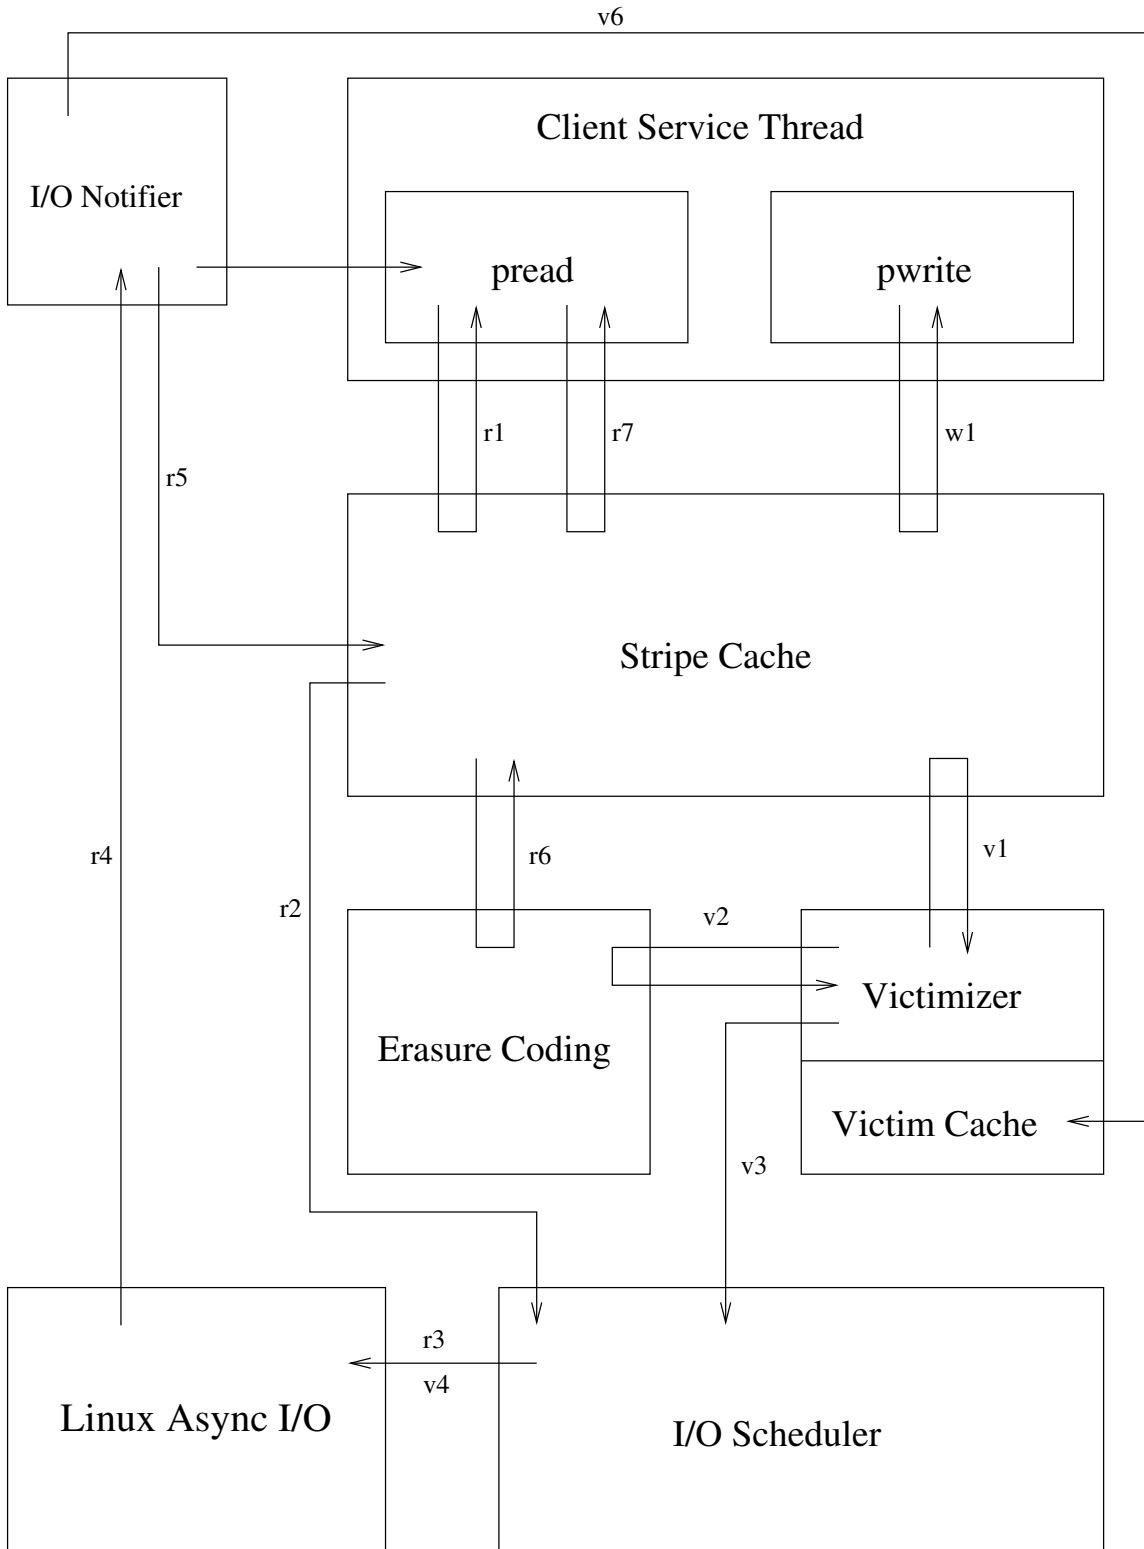 v6
Client Service Thread
I/O Notifier
pread
pwrite
r1
r7
w1
r5
Stripe Cache
r4
r6
v1
r2
v2
Victimizer
Erasure Coding
Victim Cache
v3
r3
v4
Linux Async I/O
I/O Scheduler